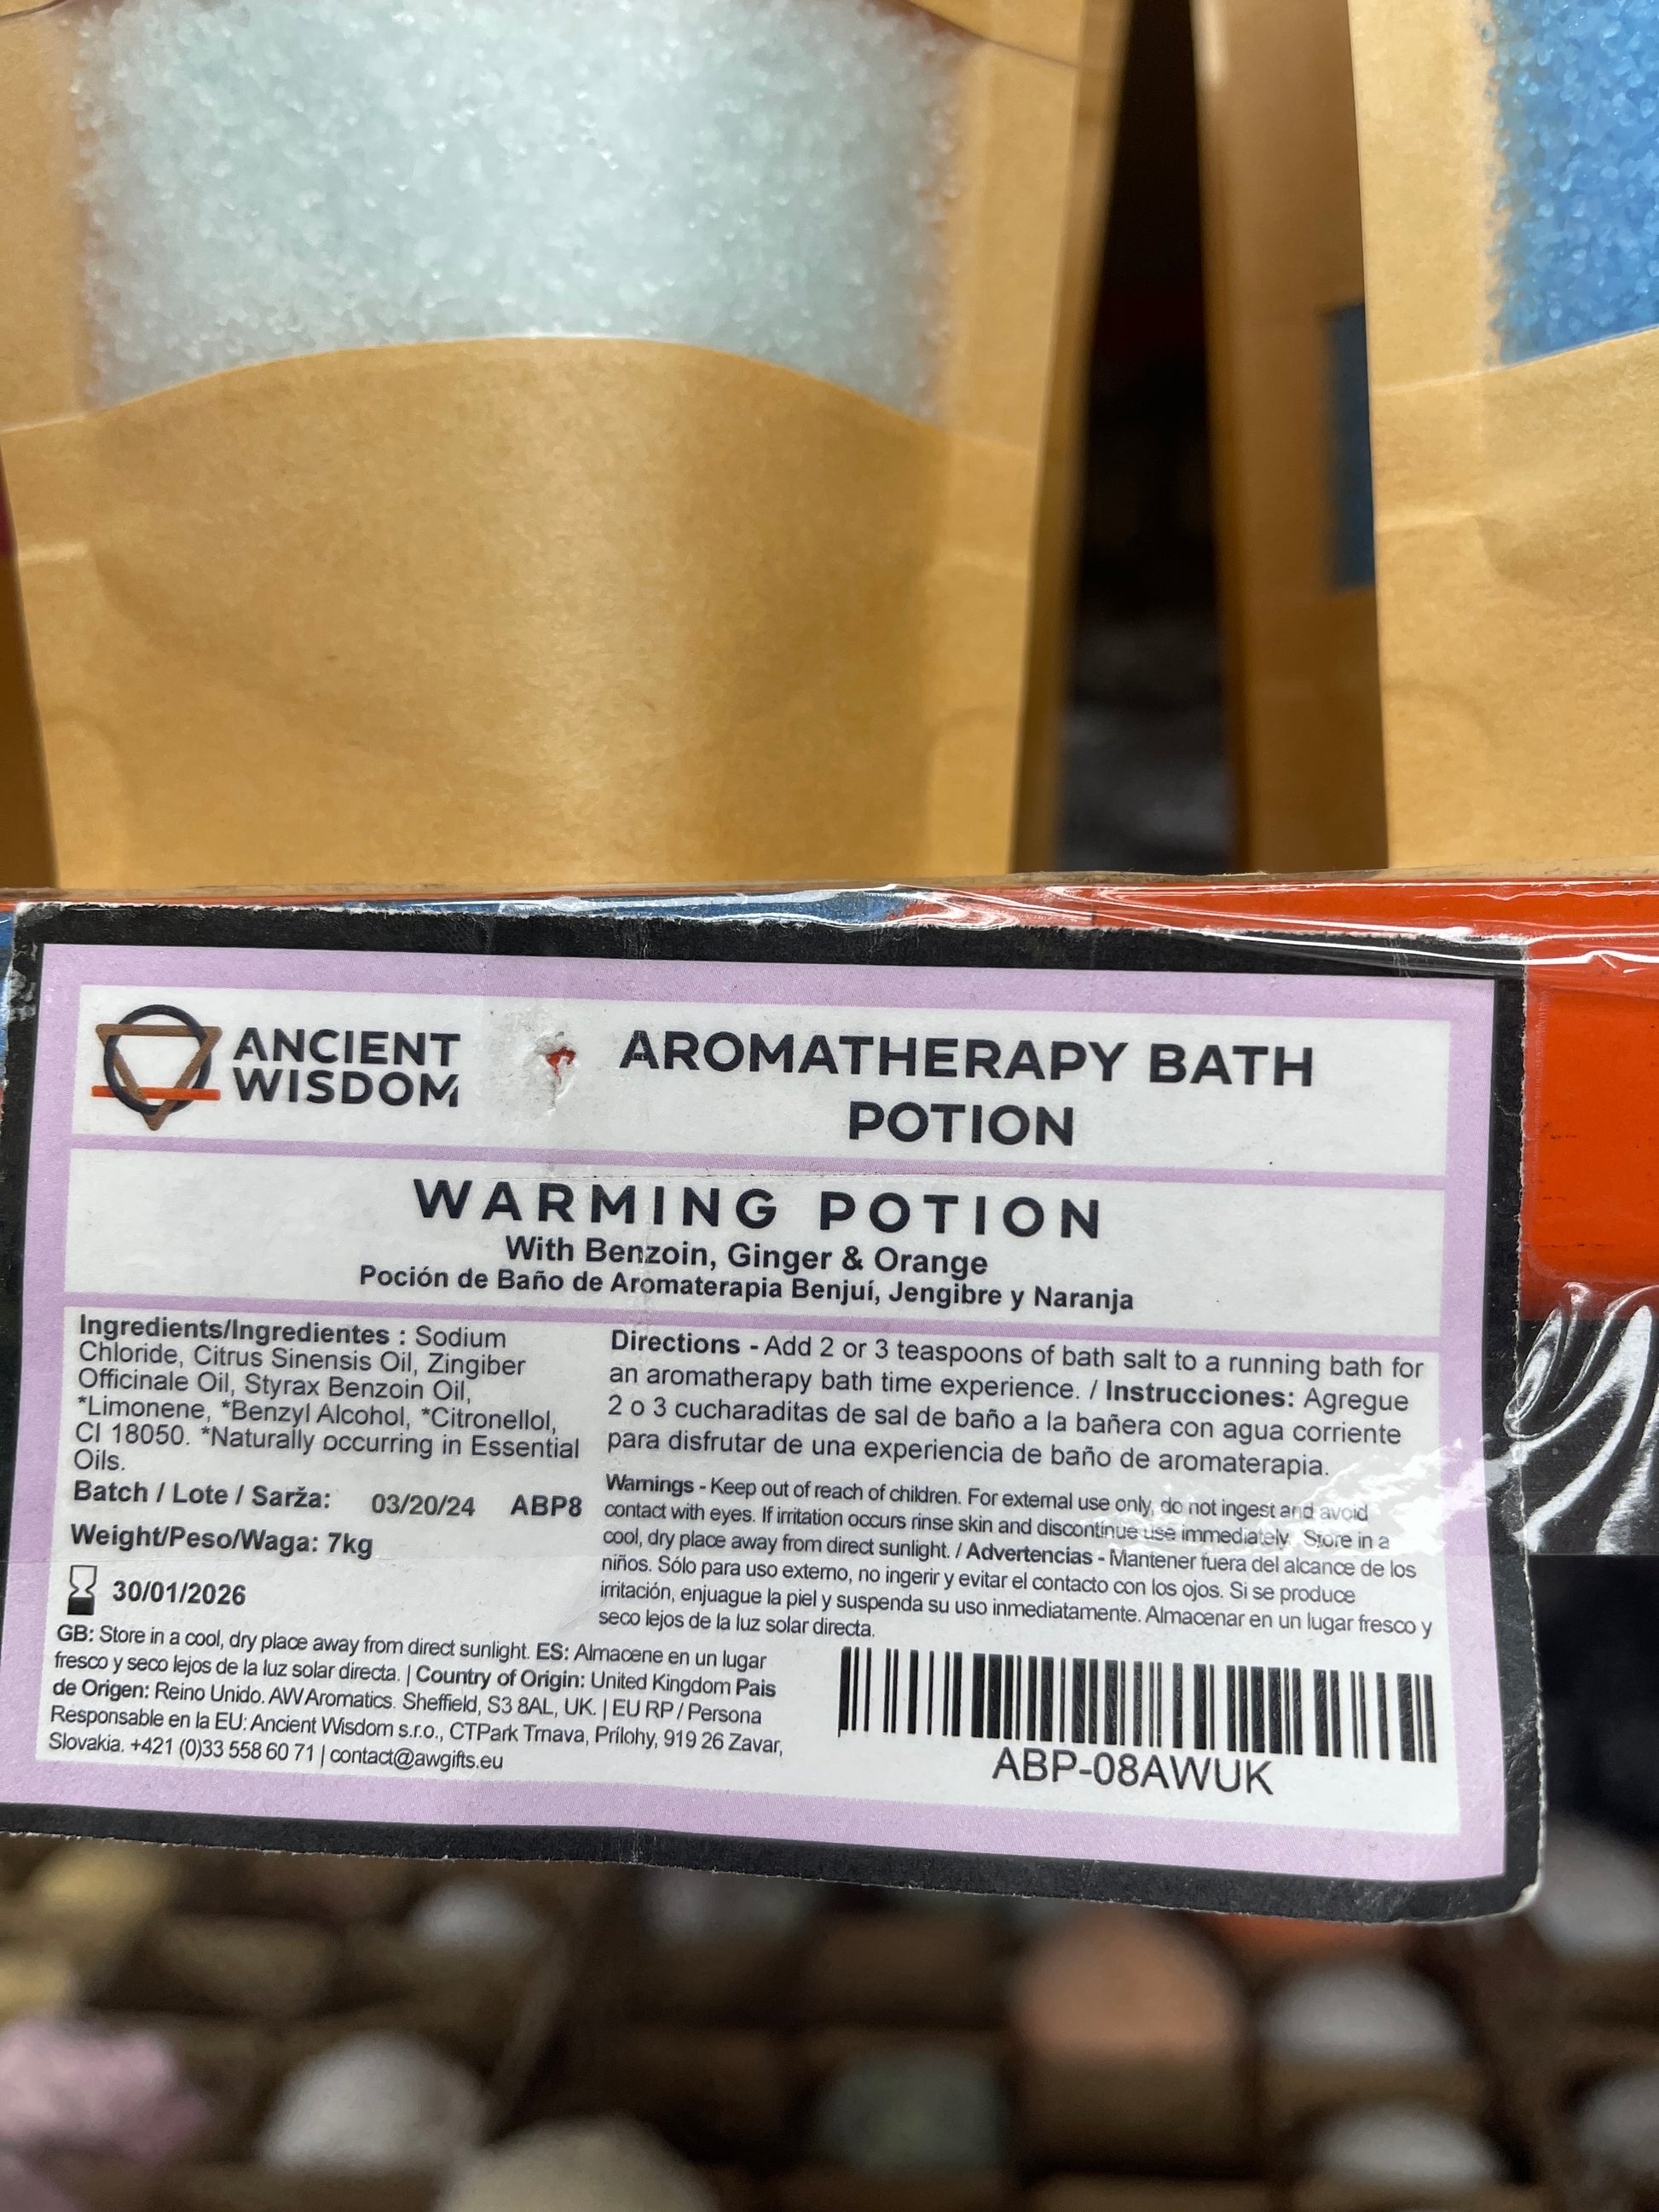 ANCIENT
WISDOM
AROMATHERAPY BATH
POTION
WARMING POTION
With Benzoin, Ginger & Orange
Poción de Baño de Aromaterapia Benjuí, Jengibre y Naranja
Ingredients/Ingredientes : Sodium
Chloride, Citrus Sinensis Oil, Zingiber
Officinale Oil, Styrax Benzoin Oil,
*Limonene, *Benzyl Alcohol, *Citronellol,
CI 18050. *Naturally occurring in Essential
Oils.
Batch / Lote / Sarža: 03/20/24 ABP8
Weight/Peso/Waga: 7kg
30/01/2026
Directions - Add 2 or 3 teaspoons of bath salt to a running bath for
an aromatherapy bath time experience. / Instrucciones: Agregue
2 o 3 cucharaditas de sal de baño a la bañera con agua corriente
para disfrutar de una experiencia de baño de aromaterapia.
Warnings - Keep out of reach of children. For external use only, do not ingest and avoid
contact with eyes. If irritation occurs rinse skin and discontinue use immediately. Store in a
cool, dry place away from direct sunlight. / Advertencias - Mantener fuera del alcance de los
niños. Sólo para uso externo, no ingerir y evitar el contacto con los ojos. Si se produce
irritación, enjuague la piel y suspenda su uso inmediatamente. Almacenar en un lugar fresco y
seco lejos de la luz solar directa.
GB: Store in a cool, dry place away from direct sunlight. ES: Almacene en un lugar
fresco y seco lejos de la luz solar directa. | Country of Origin: United Kingdom Pais
de Origen: Reino Unido. AW Aromatics. Sheffield, S3 8AL, UK. | EU RP / Persona
Responsable en la EU: Ancient Wisdom s.r.o., CTPark Trnava, Prílohy, 919 26 Zavar,
Slovakia. +421 (0)33 558 60 71 | contact@awgifts.eu
ABP-08AWUK